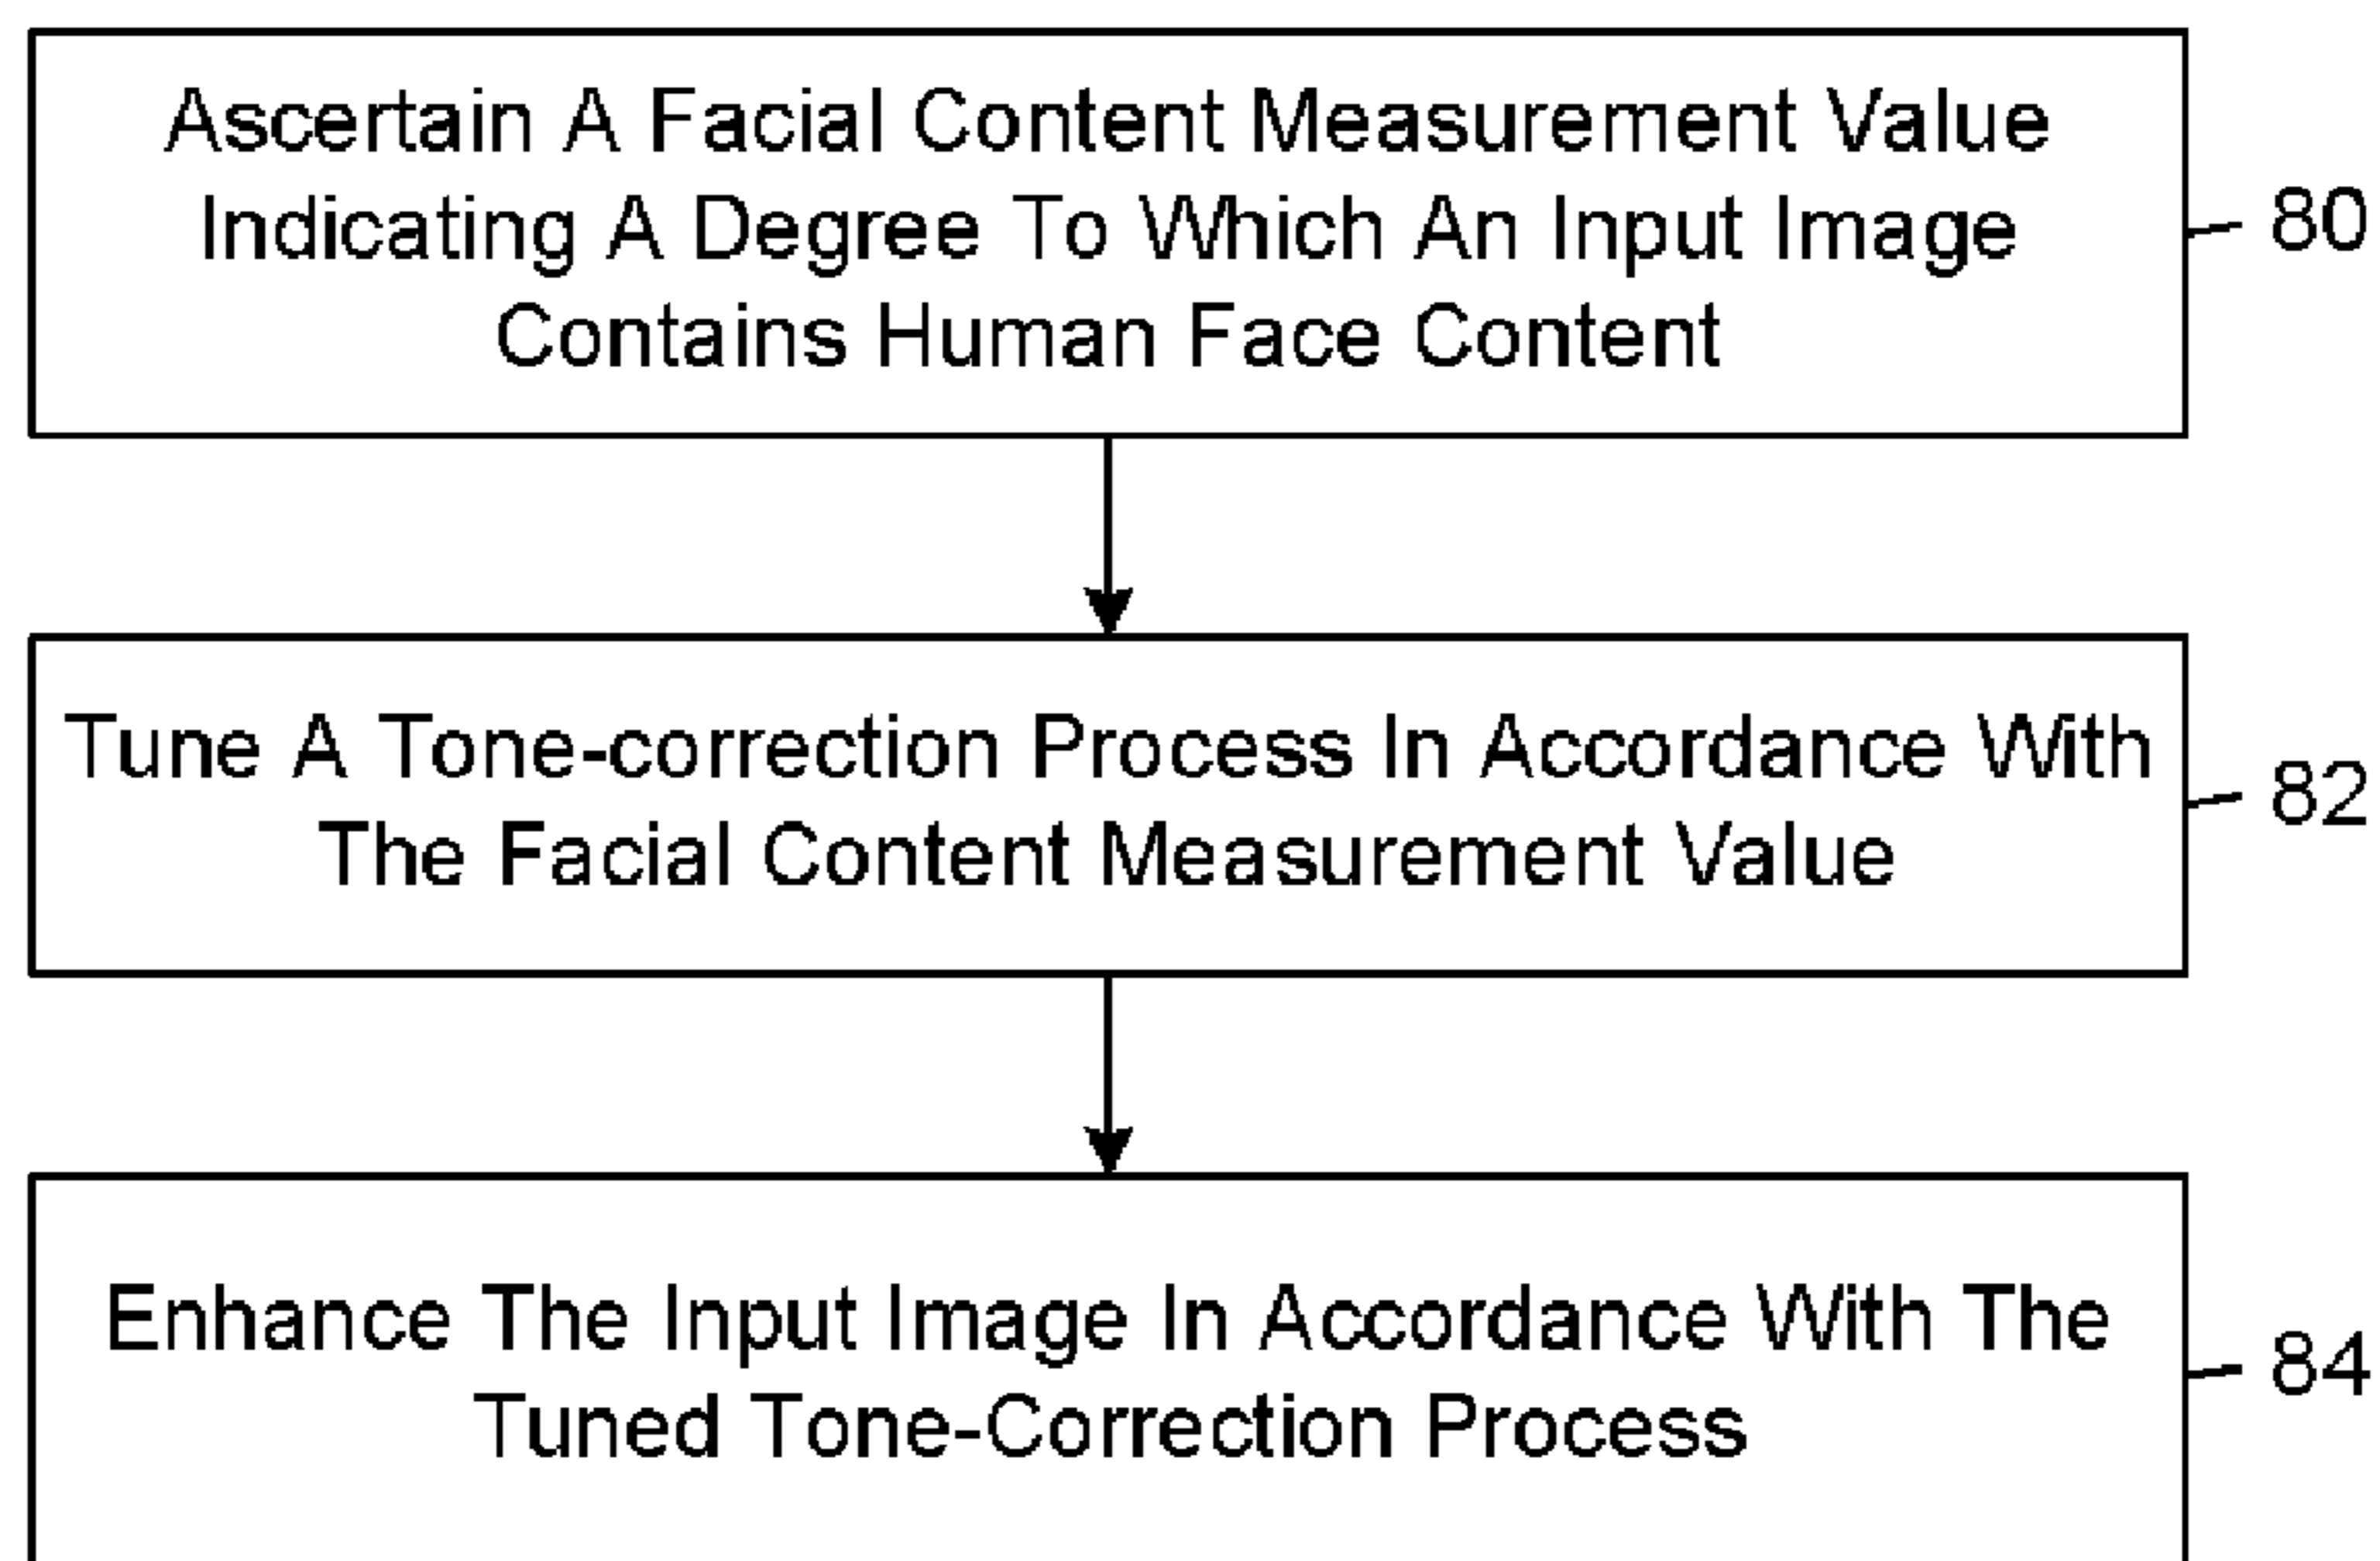 Ascertain A Facial Content Measurement Value
Indicating A Degree To Which An Input Image
Contains Human Face Content
80
Tune A Tone-correction Process In Accordance With
The Facial Content Measurement Value
82
Enhance The Input Image In Accordance With The
Tuned Tone-Correction Process
84